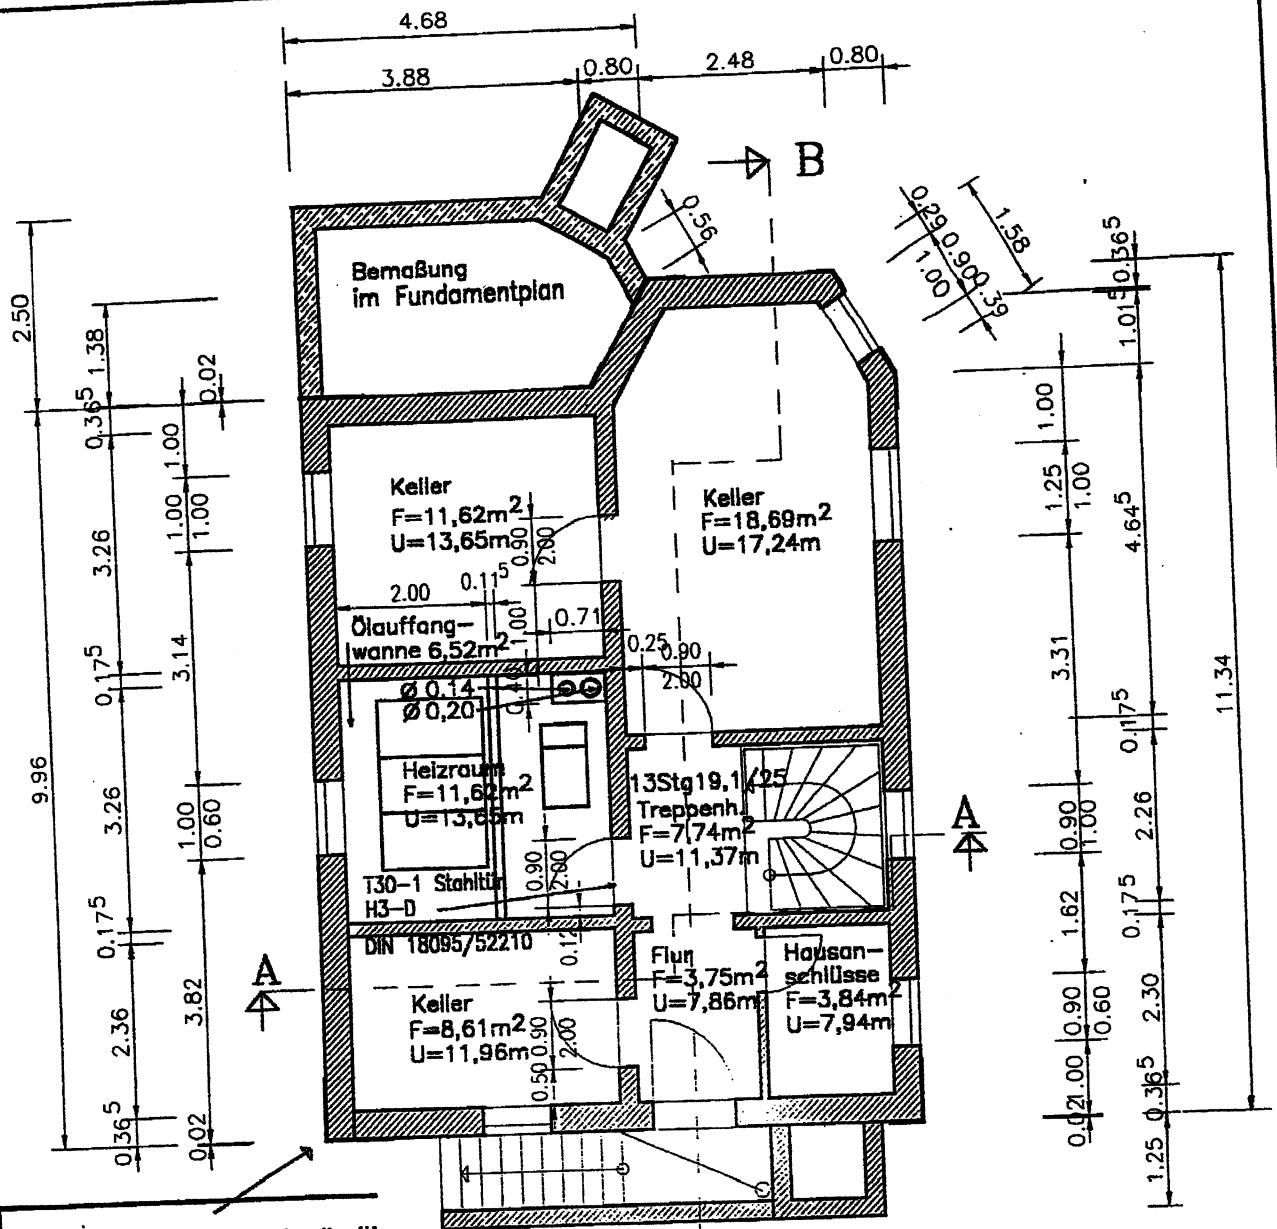 4.68
3.88
0.80
2.48
0.80
B
0.56
0.29
0.90
0.39
1.00
1.58
0.36⁵
1.01⁵
2.50
1.38
0.02
0.36⁵
1.00
1.00
1.00
3.26
0.17⁵
3.14
9.96
3.26
1.00
0.60
0.17⁵
3.82
2.36
0.36⁵
0.02
Bemaßung
im Fundamentplan
Keller
F=11,62m²
U=13,65m
0.90
2.00
Keller
F=18,69m²
U=17,24m
2.00
0.11⁵
1.00
0.71
Ölauffang-
wanne 6,52m²
0.25
0.90
2.00
Ø 0.14
Ø 0,20
Heizraum
F=11,62m²
U=13,65m
13Stg19,1/25
Treppenh.
F=7,74m²
U=11,37m
0.90
2.00
T30-1 Stahltür
H3-D
DIN 18095/52210
0.12
A
A
Keller
F=8,61m²
U=11,96m
0.90
2.00
0.50
Flur
F=3,75m²
U=7,86m
Hausan-
schlüsse
F=3,84m²
U=7,94m
1.00
1.25
1.00
4.64⁵
3.31
11.34
0.17⁵
0.90
1.00
2.26
1.62
0.17⁵
0.90
0.60
2.30
1.00
0.02
0.36⁵
1.25